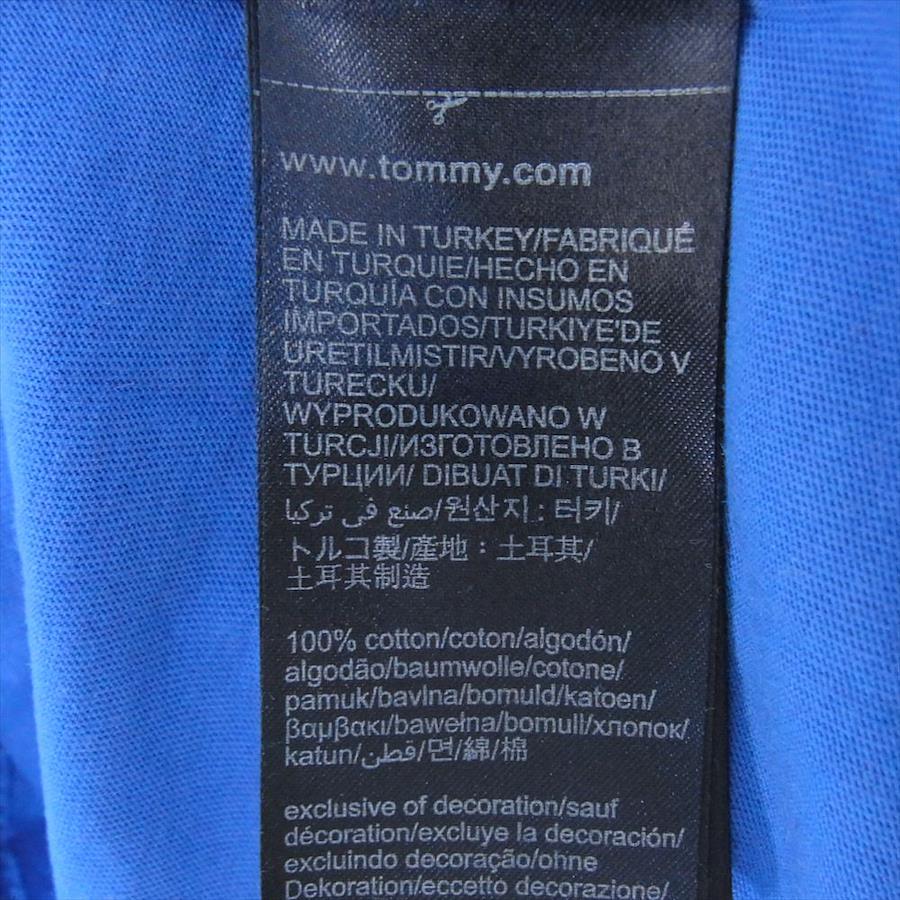 www.tommy.com
MADE IN TURKEY/FABRIQUÉ
EN TURQUIE/HECHO EN
TURQUÍA CON INSUMOS
IMPORTADOS/TURKIYE'DE
URETILMISTIR/VYROBENO V
TURECKU/
WYPRODUKOWANO W
TURCJI/ИЗГОТОВЛЕНО В
ТУРЦИИ/ DIBUAT DI TURKI/
صنع في تركيا/원산지 : 터키/
トルコ製/產地：土耳其/
土耳其制造
100% cotton/coton/algodón/
algodão/baumwolle/cotone/
pamuk/bavlna/bomuld/katoen/
βαμβακι/bawełna/bomull/хлопок/
katun/قطن/면/綿/棉
exclusive of decoration/sauf
décoration/excluye la decoración/
excluindo decoração/ohne
Dekoration/eccetto decorazione/